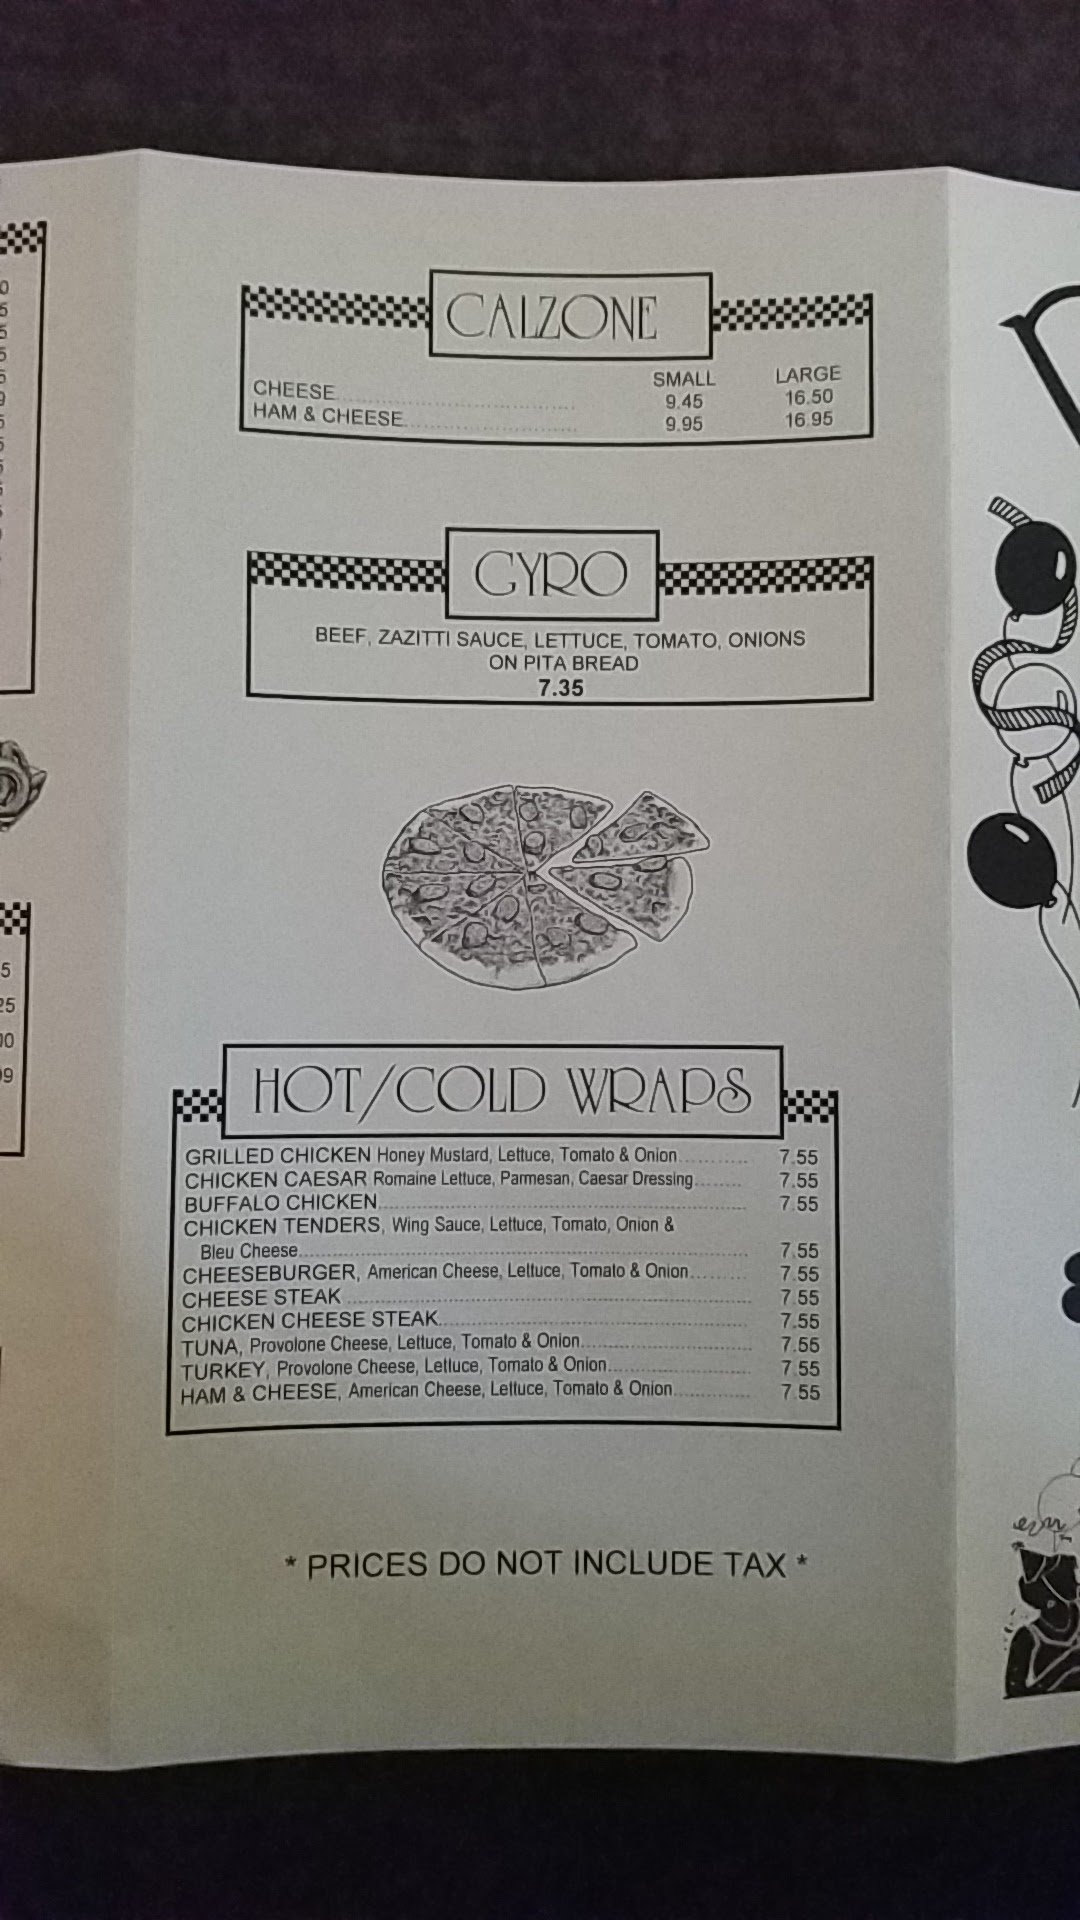 CALZONE
SMALL LARGE
CHEESE........................................ 9.45 16.50
HAM & CHEESE............................. 9.95 16.95
GYRO
BEEF, ZAZITTI SAUCE, LETTUCE, TOMATO, ONIONS
ON PITA BREAD
7.35
HOT/COLD WRAPS
GRILLED CHICKEN Honey Mustard, Lettuce, Tomato & Onion............. 7.55
CHICKEN CAESAR Romaine Lettuce, Parmesan, Caesar Dressing........ 7.55
BUFFALO CHICKEN........................................ 7.55
CHICKEN TENDERS, Wing Sauce, Lettuce, Tomato, Onion &
Bleu Cheese........................................ 7.55
CHEESEBURGER, American Cheese, Lettuce, Tomato & Onion.......... 7.55
CHEESE STEAK ........................................ 7.55
CHICKEN CHEESE STEAK........................................ 7.55
TUNA, Provolone Cheese, Lettuce, Tomato & Onion.............................. 7.55
TURKEY, Provolone Cheese, Lettuce, Tomato & Onion......................... 7.55
HAM & CHEESE, American Cheese, Lettuce, Tomato & Onion.............. 7.55
* PRICES DO NOT INCLUDE TAX *